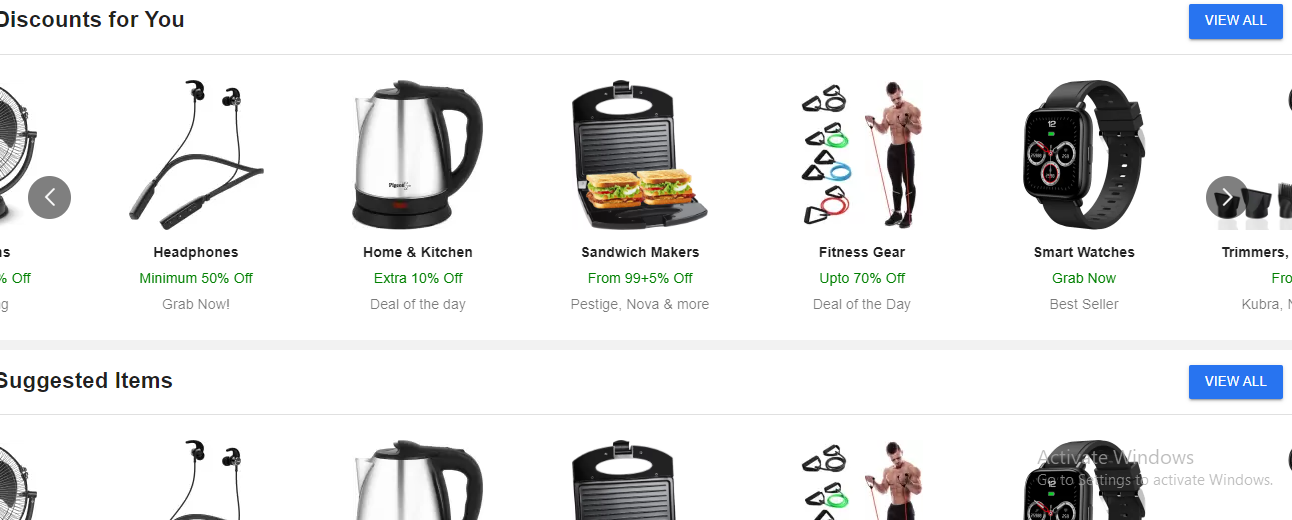 Discounts for You
VIEW ALL
Pigeon
Headphones
Home & Kitchen
Sandwich Makers
Fitness Gear
Smart Watches
Trimmers,
% Off
Minimum 50% Off
Extra 10% Off
From 99+5% Off
Upto 70% Off
Grab Now
Grab Now!
Deal of the day
Pestige, Nova & more
Deal of the Day
Best Seller
Kubra,
Suggested Items
VIEW ALL
Activate Windows
Go to Settings to activate Windows.